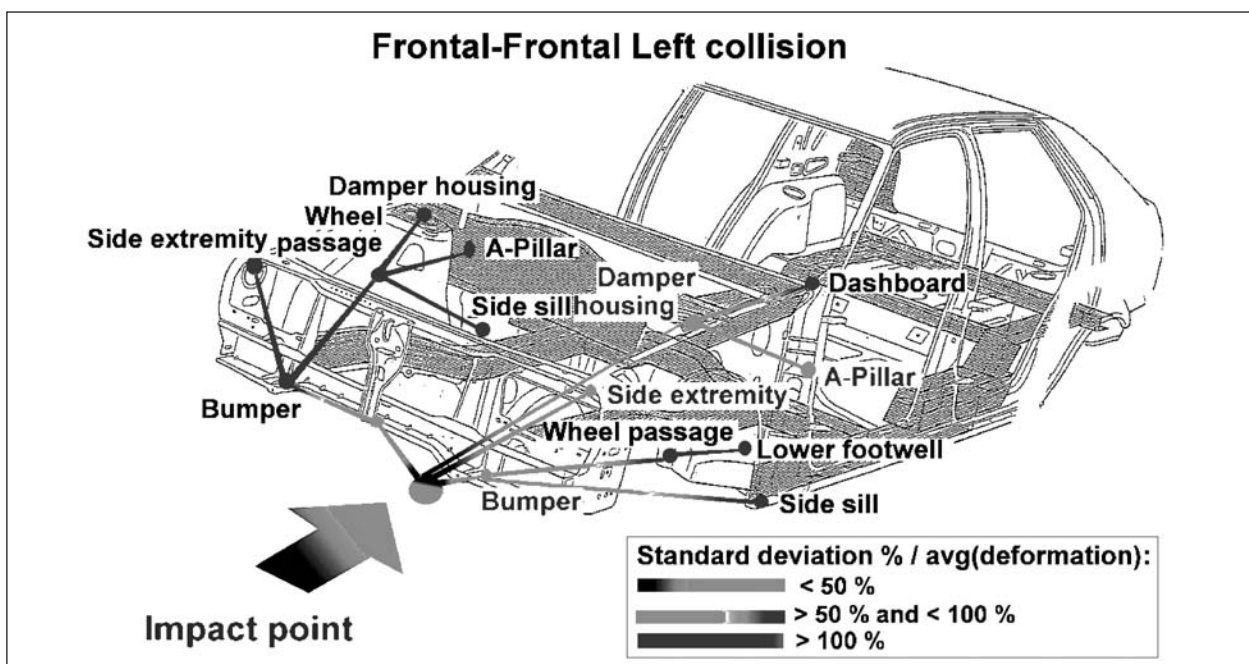 Frontal-Frontal Left collision
Damper housing
Wheel
passage
Side extremity
A-Pillar
Damper
housing
Side sill
Dashboard
A-Pillar
Side extremity
Bumper
Wheel passage
Lower footwell
Bumper
Side sill
Impact point
Standard deviation % / avg(deformation):
< 50 %
> 50 % and < 100 %
> 100 %